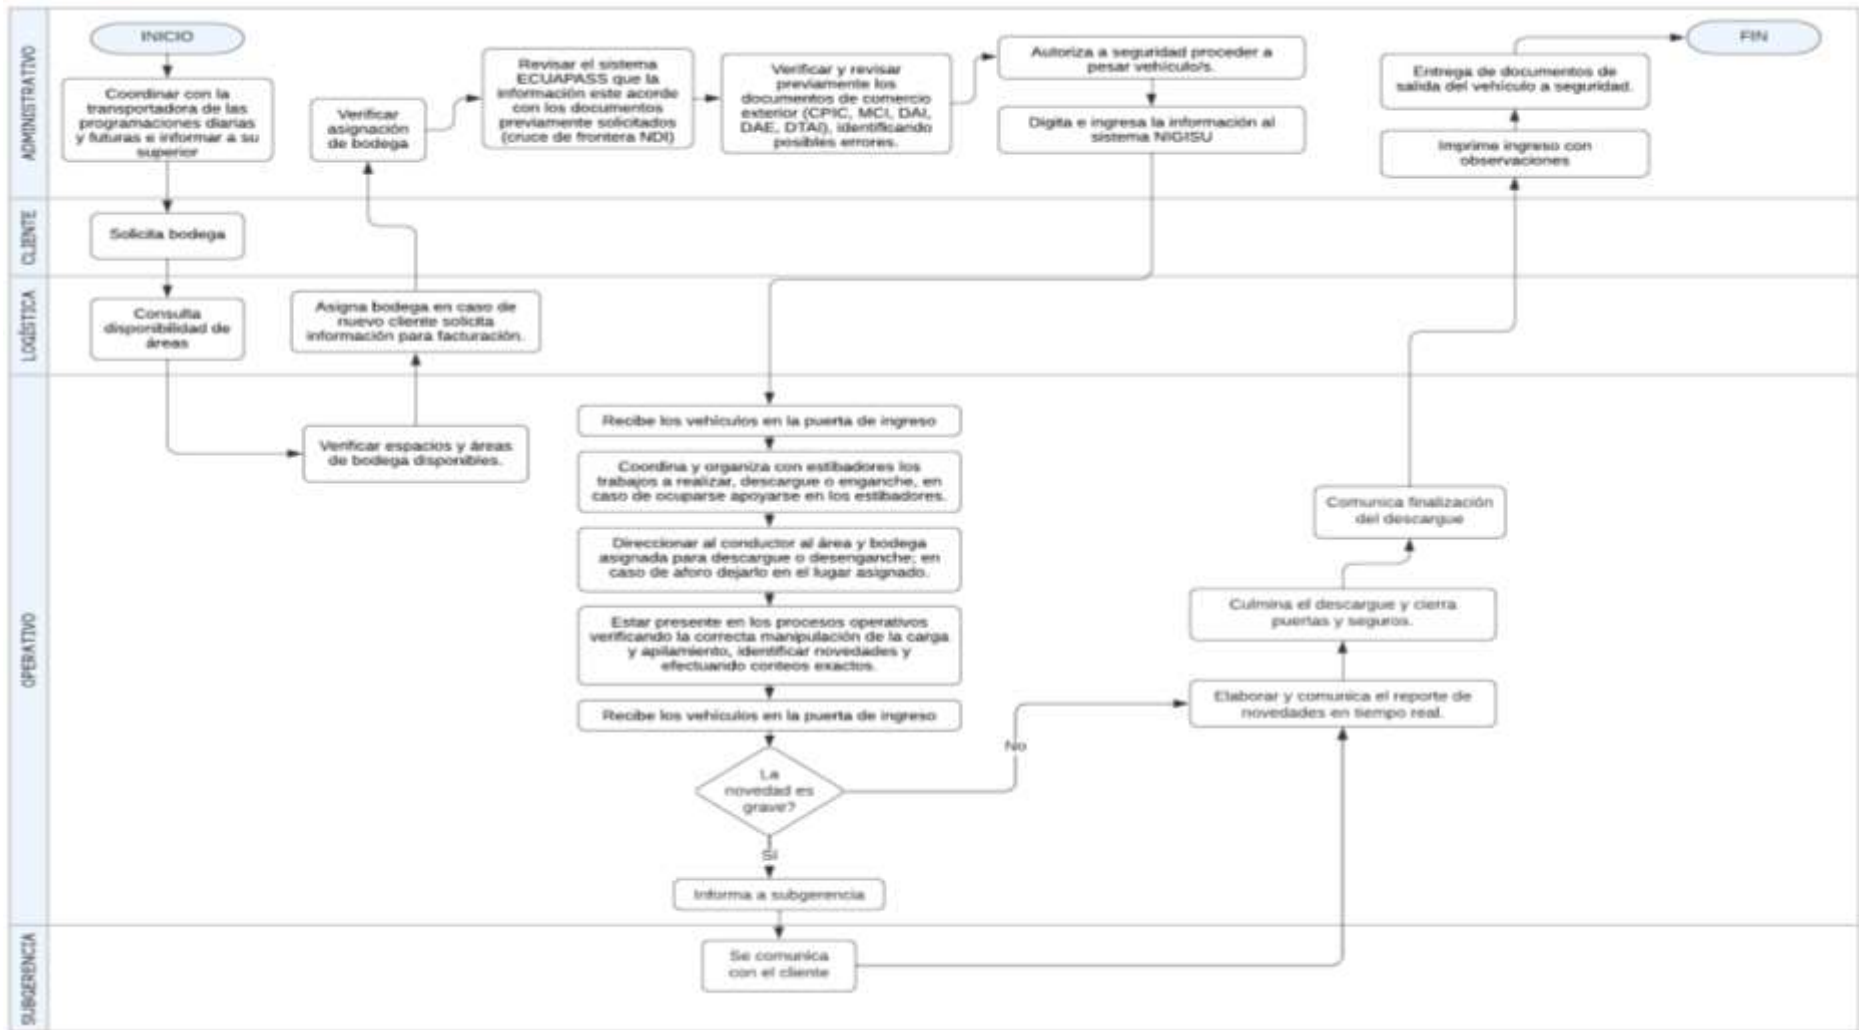 ADMINISTRATIVO
INICIO
Coordinar con la
transportadora de las
programaciones diarias
y futuras e informar a su
superior
Verificar
asignación
de bodega
Revisar el sistema
ECUAPASS que la
información este acorde
con los documentos
previamente solicitados
(cruce de frontera NDI)
Verificar y revisar
previamente los
documentos de comercio
exterior (CPIC, MCI, DAI,
DAE, DTAI), identificando
posibles errores.
Autoriza a seguridad proceder a
pesar vehículo/s.
Digita e ingresa la información al
sistema NIGISU
FIN
Entrega de documentos de
salida del vehículo a seguridad.
Imprime ingreso con
observaciones
CLIENTE
Solicita bodega
LOGÍSTICA
Consulta
disponibilidad de
áreas
Asigna bodega en caso de
nuevo cliente solicita
información para facturación.
OPERATIVO
Verificar espacios y áreas
de bodega disponibles.
Recibe los vehículos en la puerta de ingreso
Coordina y organiza con estibadores los
trabajos a realizar, descargue o enganche, en
caso de ocuparse apoyarse en los estibadores.
Direccionar al conductor al área y bodega
asignada para descargue o desenganche; en
caso de aforo dejarlo en el lugar asignado.
Estar presente en los procesos operativos
verificando la correcta manipulación de la carga
y apilamiento, identificar novedades y
efectuando conteos exactos.
Recibe los vehículos en la puerta de ingreso
La
novedad es
grave?
No
Si
Informa a subgerencia
Comunica finalización
del descargue
Culmina el descargue y cierra
puertas y seguros.
Elaborar y comunica el reporte de
novedades en tiempo real.
SUBGERENCIA
Se comunica
con el cliente